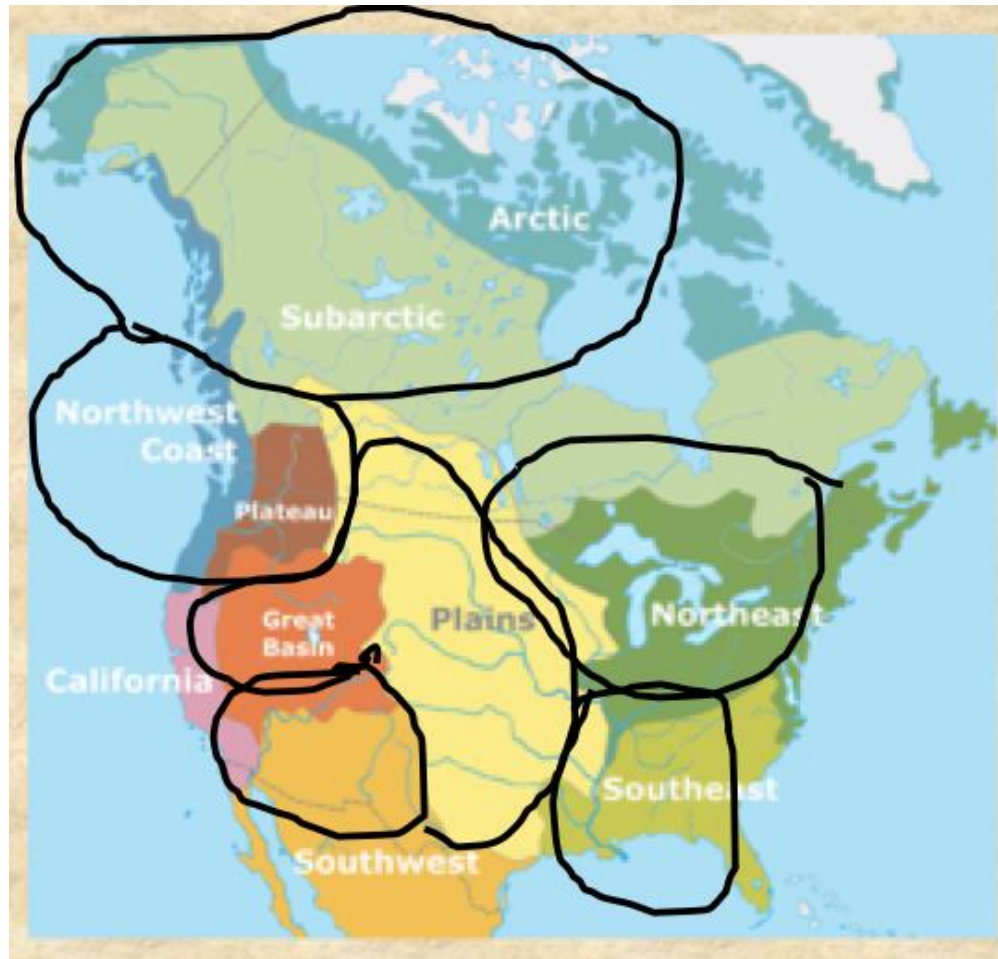 Arctic
Subarctic
Northwest
Coast
Plateau
Great
Basin
Plains
Northeast
California
Southeast
Southwest